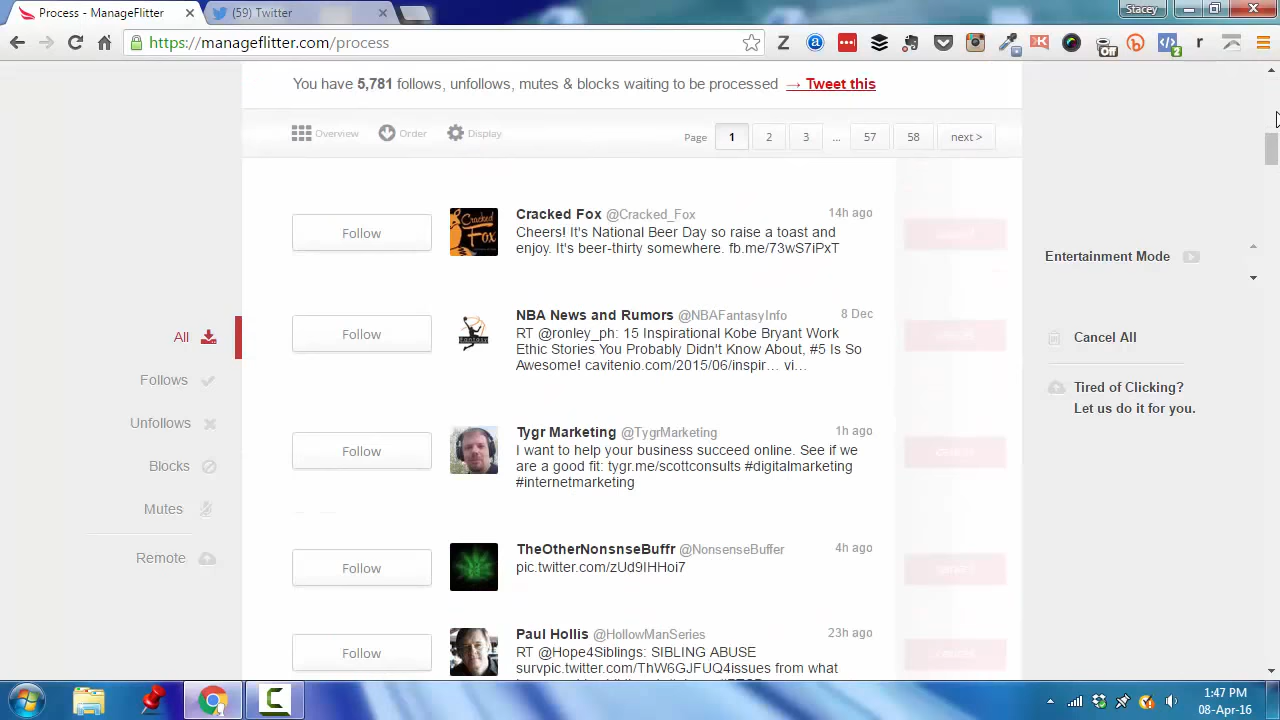 Process - ManageFlitter
(59) Twitter
Stacey
https://manageflitter.com/process
Off
2
You have 5,781 follows, unfollows, mutes & blocks waiting to be processed → Tweet this
Overview Order Display
Page 1 2 3 ... 57 58 next >
Follow
Cracked Fox @Cracked_Fox 14h ago
Cheers! It's National Beer Day so raise a toast and
enjoy. It's beer-thirty somewhere. fb.me/73wS7iPxT
Follow
NBA News and Rumors @NBAFantasyInfo 8 Dec
RT @ronley_ph: 15 Inspirational Kobe Bryant Work
Ethic Stories You Probably Didn't Know About, #5 Is So
Awesome! cavitenio.com/2015/06/inspir... vi...
Follow
Tygr Marketing @TygrMarketing 1h ago
I want to help your business succeed online. See if we
are a good fit: tygr.me/scottconsults #digitalmarketing
#internetmarketing
Follow
TheOtherNonsnseBuffr @NonsenseBuffer 4h ago
pic.twitter.com/zUd9IHHoi7
Follow
Paul Hollis @HollowManSeries 23h ago
RT @Hope4Siblings: SIBLING ABUSE
survpic.twitter.com/ThW6GJFUQ4issues from what
All
Follows
Unfollows
Blocks
Mutes
Remote
Entertainment Mode
Cancel All
Tired of Clicking?
Let us do it for you.
1:47 PM
08-Apr-16